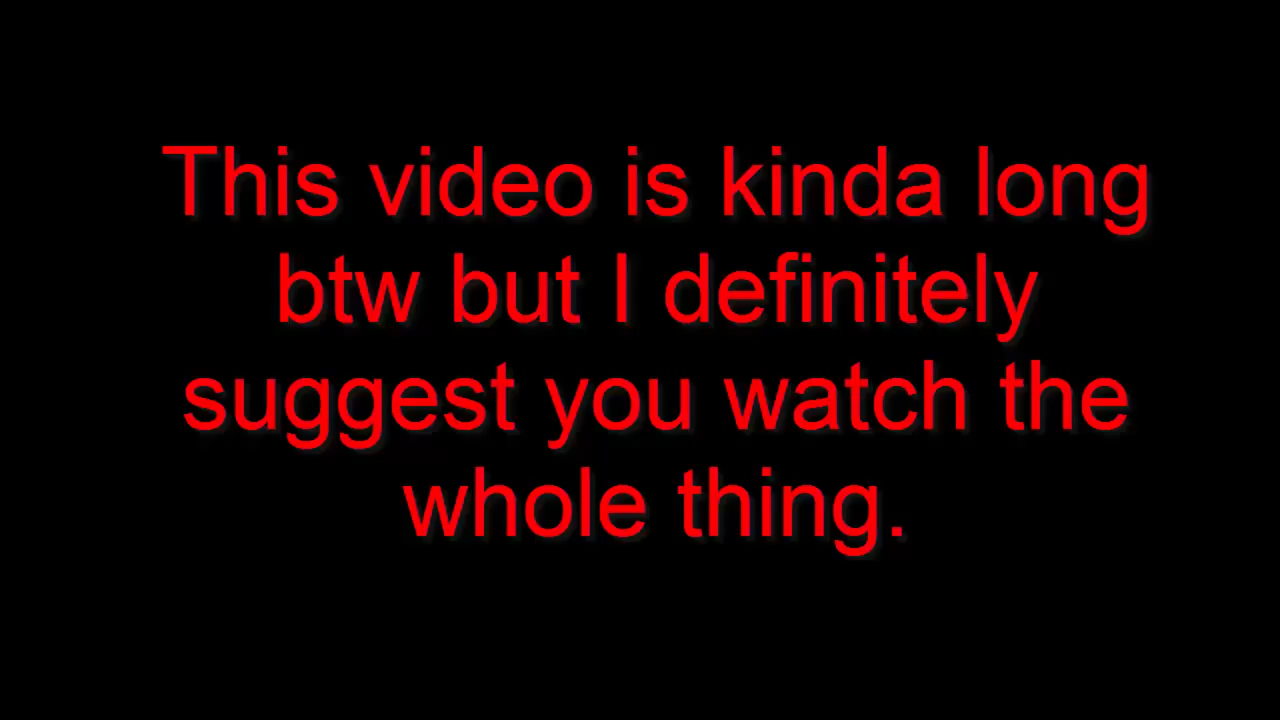 This video is kinda long
btw but I definitely
suggest you watch the
whole thing.